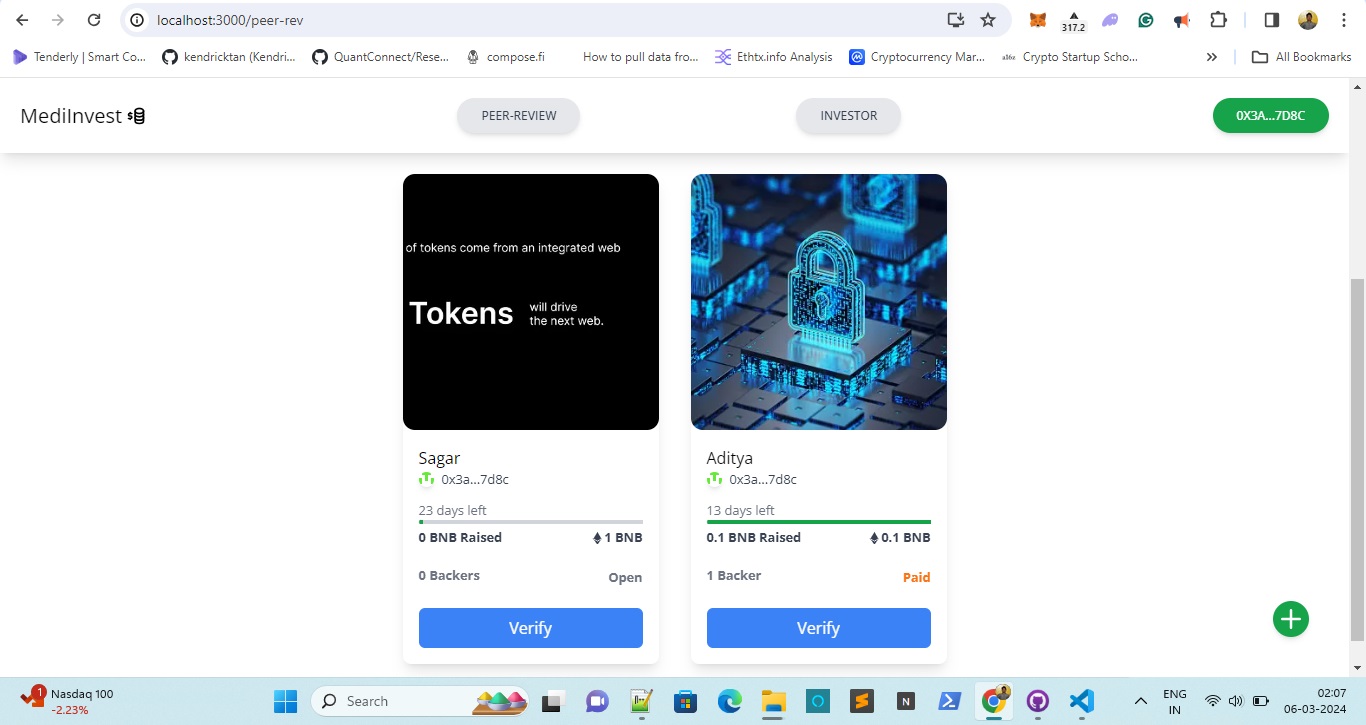 localhost:3000/peer-rev
317.2
Tenderly | Smart Co...
kendricktan (Kendri...
QuantConnect/Rese...
compose.fi
How to pull data fro...
Ethtx.info Analysis
Cryptocurrency Mar...
a16z
Crypto Startup Scho...
»
All Bookmarks
MediInvest $
PEER-REVIEW
INVESTOR
0X3A...7D8C
of tokens come from an integrated web
Tokens
will drive
the next web.
Sagar
0x3a...7d8c
23 days left
0 BNB Raised
1 BNB
0 Backers
Open
Verify
Aditya
0x3a...7d8c
13 days left
0.1 BNB Raised
0.1 BNB
1 Backer
Paid
Verify
1
Nasdaq 100
-2.23%
Search
N
ENG
IN
02:07
06-03-2024